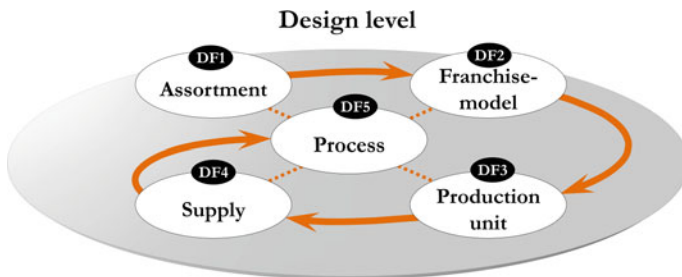 Design level
DF1
Assortment
DF2
Franchise-
model
DF5
Process
DF4
Supply
DF3
Production
unit